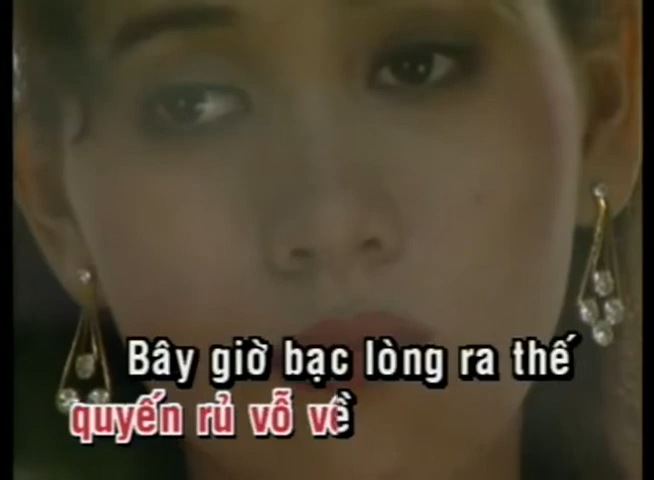 Bây giờ bạc lòng ra thế
quyến rủ vỗ về